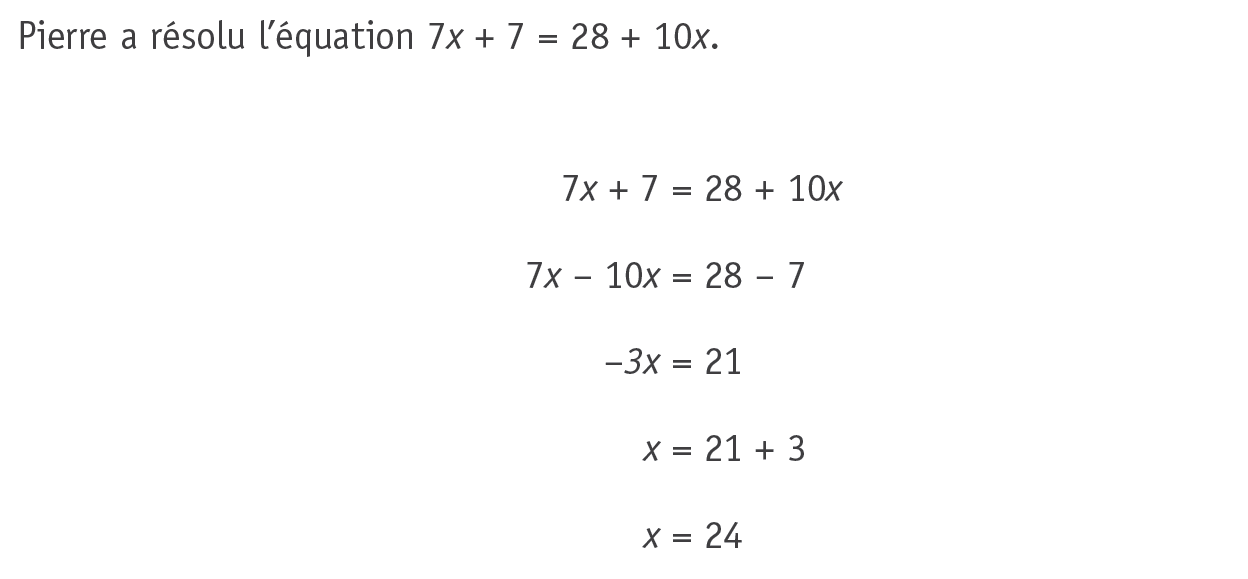 Pierre a résolu l’équation 7x + 7 = 28 + 10x.
7x + 7 = 28 + 10x
7x – 10x = 28 – 7
–3x = 21
x = 21 + 3
x = 24